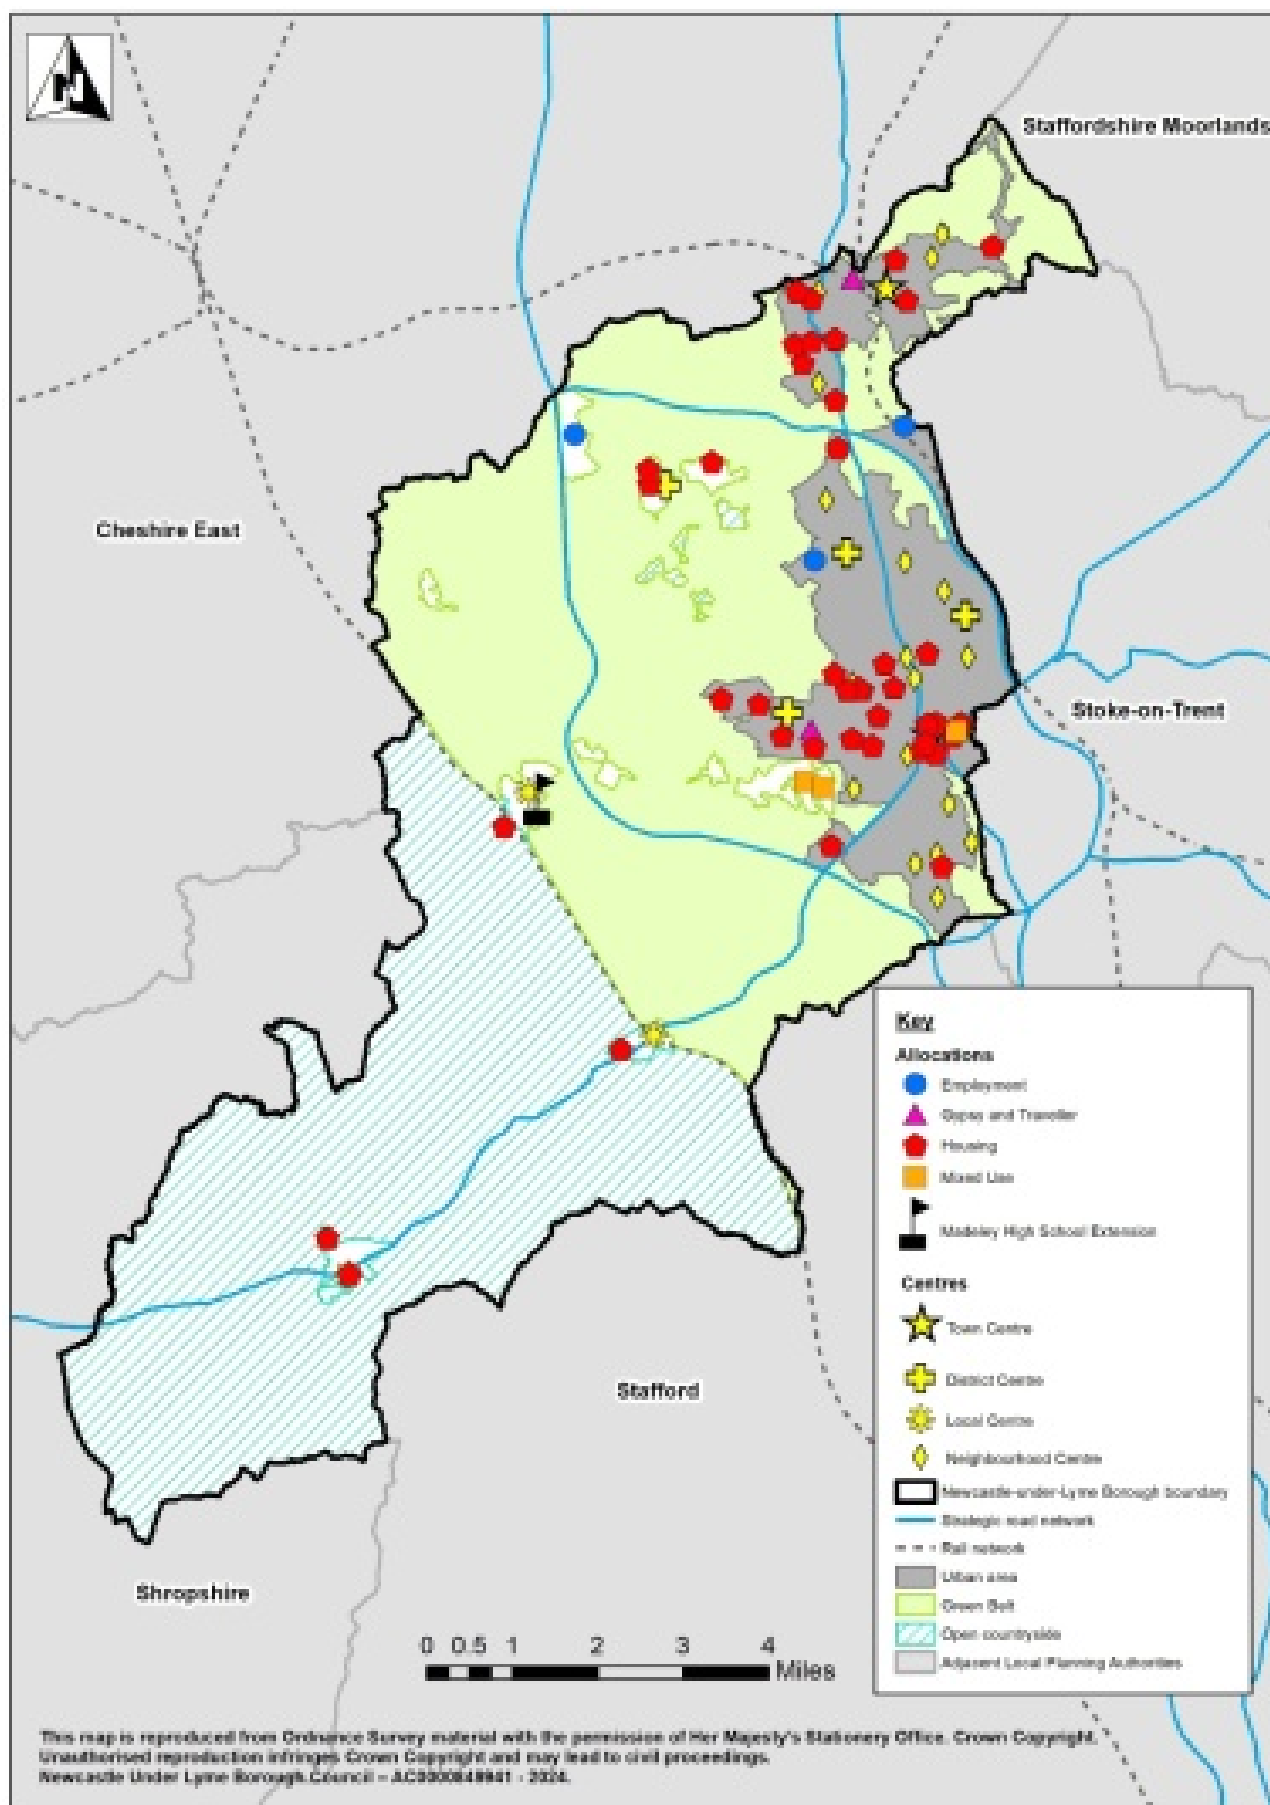 N
Staffordshire Moorlands
Cheshire East
Stoke-on-Trent
Stafford
Shropshire
Key
Allocations
Employment
Gypsy and Traveller
Housing
Mixed Use
Madeley High School Extension
Centres
Town Centre
District Centre
Local Centre
Neighbourhood Centre
Newcastle-under-Lyme Borough boundary
Strategic road network
Rail network
Urban area
Green Belt
Open countryside
Adjacent Local Planning Authorities
0 0.5 1 2 3 4
Miles
This map is reproduced from Ordnance Survey material with the permission of Her Majesty's Stationery Office. Crown Copyright.
Unauthorised reproduction infringes Crown Copyright and may lead to civil proceedings.
Newcastle Under Lyme Borough Council – - 2024.